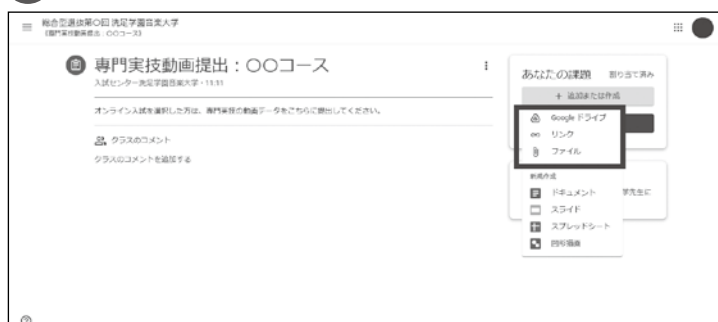 総合型選抜第〇回 洗足学園音楽大学
(専門実技動画提出:〇〇コース)
専門実技動画提出:〇〇コース
入試センター洗足学園音楽大学・11:11
オンライン入試を選択した方は、専門実技の動画データをこちらに提出してください。
クラスのコメント
クラスのコメントを追加する
あなたの課題 割り当て済み
+ 追加または作成
Google ドライブ
リンク
ファイル
新規作成
ドキュメント
スライド
スプレッドシート
図形描画
学先生に